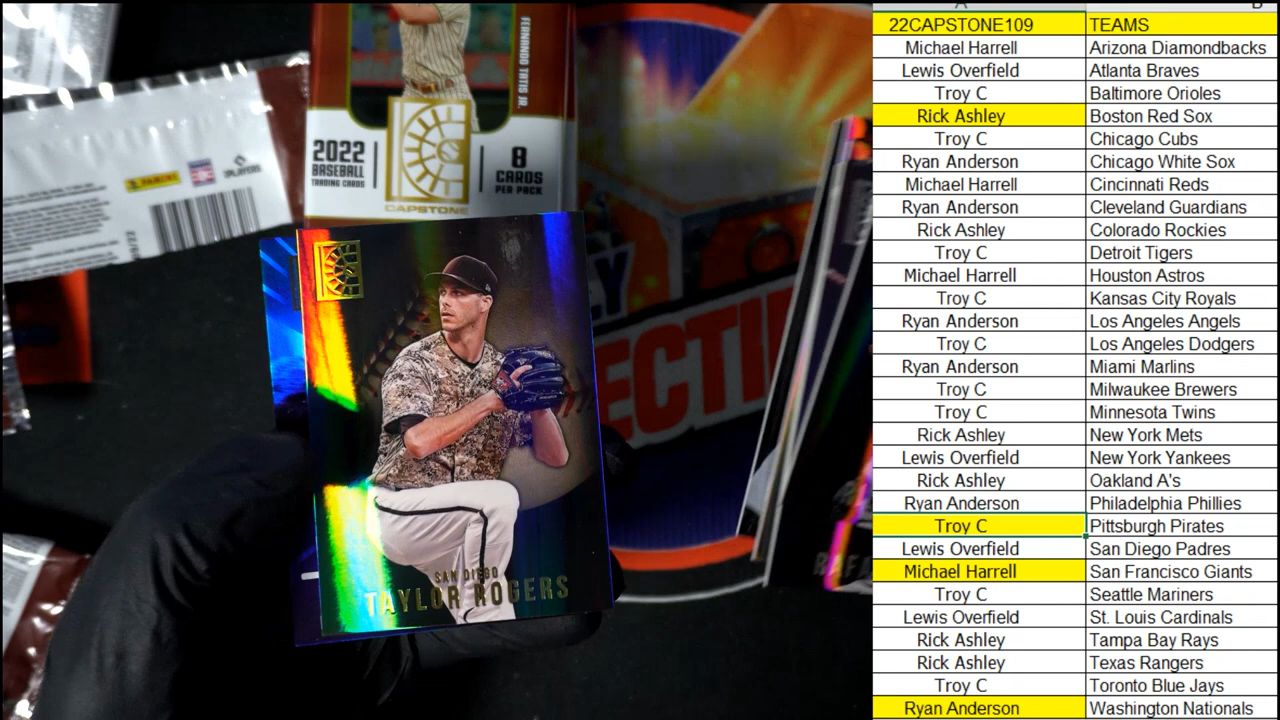 FERNANDO TATIS JR.
2022
BASEBALL
TRADING CARDS
CAPSTONE
8
CARDS
PER PACK
PANINI
PLAYERS
LY
ECTI
SAN DIEGO
TAYLOR ROGERS
22CAPSTONE109 TEAMS
Michael Harrell Arizona Diamondbacks
Lewis Overfield Atlanta Braves
Troy C Baltimore Orioles
Rick Ashley Boston Red Sox
Troy C Chicago Cubs
Ryan Anderson Chicago White Sox
Michael Harrell Cincinnati Reds
Ryan Anderson Cleveland Guardians
Rick Ashley Colorado Rockies
Troy C Detroit Tigers
Michael Harrell Houston Astros
Troy C Kansas City Royals
Ryan Anderson Los Angeles Angels
Troy C Los Angeles Dodgers
Ryan Anderson Miami Marlins
Troy C Milwaukee Brewers
Troy C Minnesota Twins
Rick Ashley New York Mets
Lewis Overfield New York Yankees
Rick Ashley Oakland A's
Ryan Anderson Philadelphia Phillies
Troy C Pittsburgh Pirates
Lewis Overfield San Diego Padres
Michael Harrell San Francisco Giants
Troy C Seattle Mariners
Lewis Overfield St. Louis Cardinals
Rick Ashley Tampa Bay Rays
Rick Ashley Texas Rangers
Troy C Toronto Blue Jays
Ryan Anderson Washington Nationals